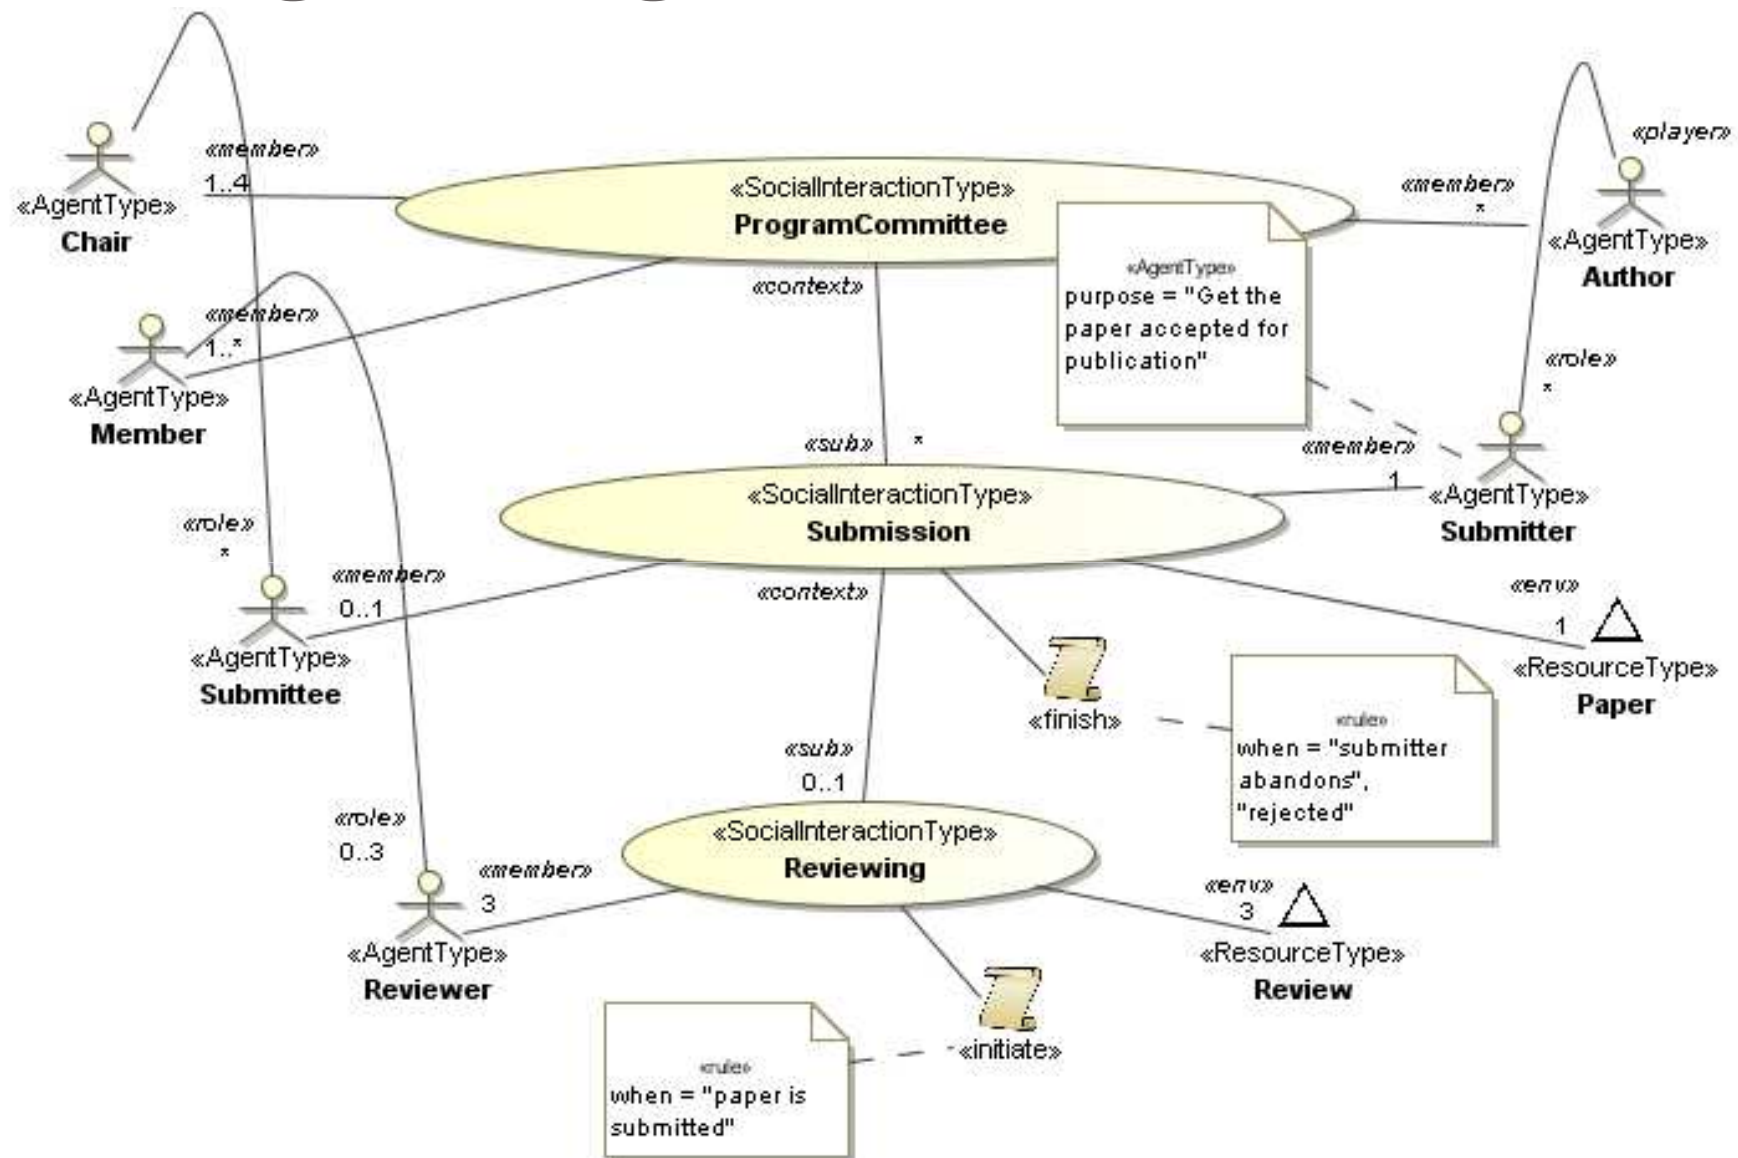 «player»
«member»
1..4
«AgentType»
Chair
«SocialInteractionType»
ProgramCommittee
«member»
*
«AgentType»
Author
«context»
«AgentType»
purpose = "Get the
paper accepted for
publication"
«member»
1..*
«AgentType»
Member
«role»
*
«sub»
*
«member»
1
«AgentType»
Submitter
«SocialInteractionType»
Submission
«role»
*
«member»
0..1
«AgentType»
Submittee
«context»
«env»
1
«ResourceType»
Paper
«finish»
«rule»
when = "submitter
abandons",
"rejected"
«sub»
0..1
«SocialInteractionType»
Reviewing
«role»
0..3
«member»
3
«AgentType»
Reviewer
«env»
3
«ResourceType»
Review
«initiate»
«rule»
when = "paper is
submitted"